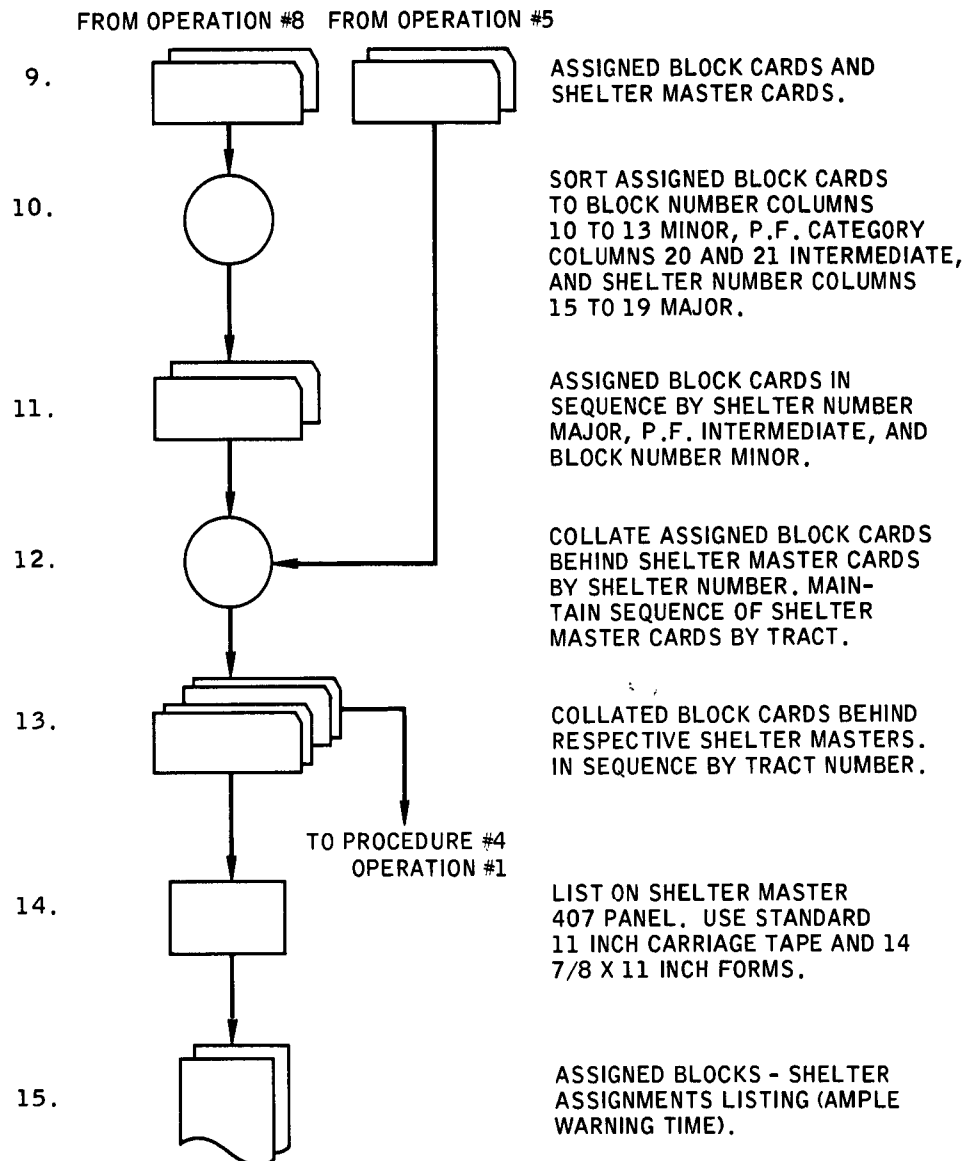 FROM OPERATION #8 FROM OPERATION #5
9.
ASSIGNED BLOCK CARDS AND
SHELTER MASTER CARDS.
10.
SORT ASSIGNED BLOCK CARDS
TO BLOCK NUMBER COLUMNS
10 TO 13 MINOR, P.F. CATEGORY
COLUMNS 20 AND 21 INTERMEDIATE,
AND SHELTER NUMBER COLUMNS
15 TO 19 MAJOR.
11.
ASSIGNED BLOCK CARDS IN
SEQUENCE BY SHELTER NUMBER
MAJOR, P.F. INTERMEDIATE, AND
BLOCK NUMBER MINOR.
12.
COLLATE ASSIGNED BLOCK CARDS
BEHIND SHELTER MASTER CARDS
BY SHELTER NUMBER. MAIN-
TAIN SEQUENCE OF SHELTER
MASTER CARDS BY TRACT.
13.
COLLATED BLOCK CARDS BEHIND
RESPECTIVE SHELTER MASTERS.
IN SEQUENCE BY TRACT NUMBER.
TO PROCEDURE #4
OPERATION #1
14.
LIST ON SHELTER MASTER
407 PANEL. USE STANDARD
11 INCH CARRIAGE TAPE AND 14
7/8 X 11 INCH FORMS.
15.
ASSIGNED BLOCKS - SHELTER
ASSIGNMENTS LISTING (AMPLE
WARNING TIME).